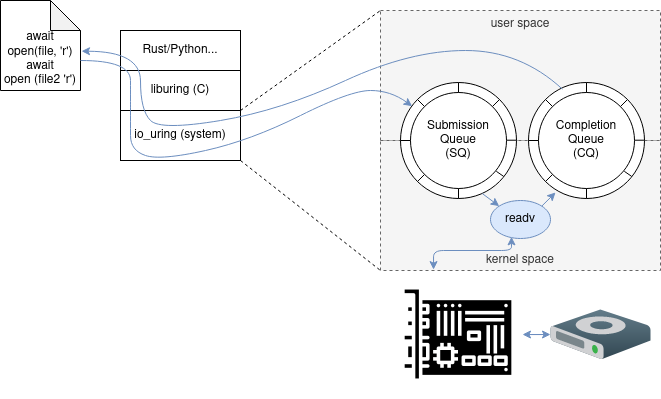 await
open(file, 'r')
await
open (file2 'r')
Rust/Python...
liburing (C)
io_uring (system)
user space
Submission
Queue
(SQ)
Completion
Queue
(CQ)
readv
kernel space